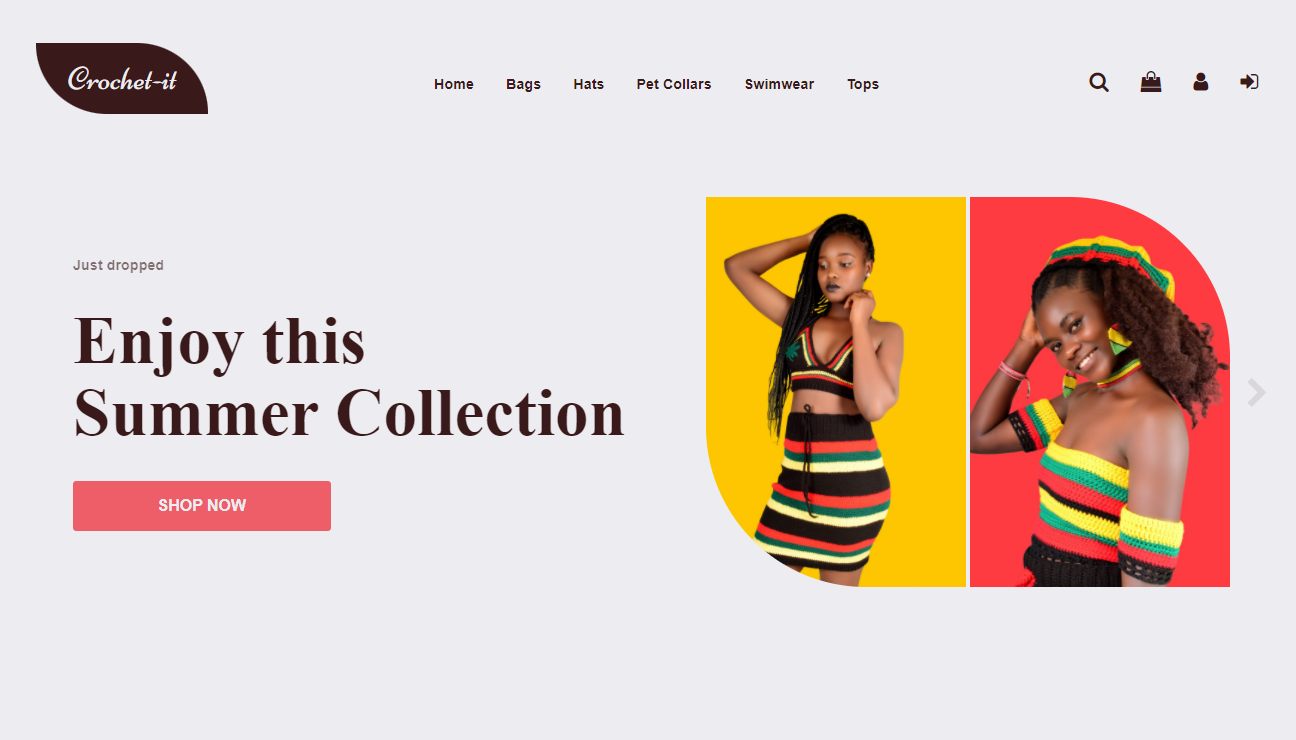 Crochet-it
Home Bags Hats Pet Collars Swimwear Tops
Just dropped
Enjoy this
Summer Collection
SHOP NOW